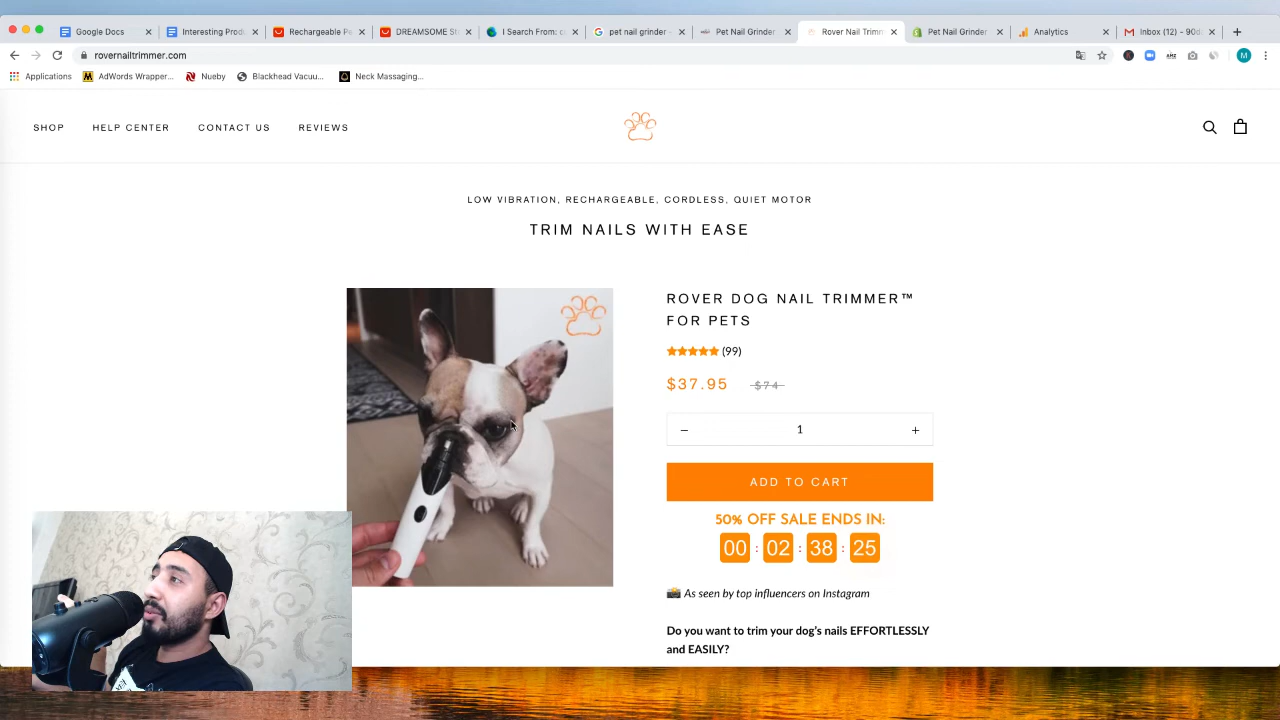 Google Docs
Interesting Prod
Rechargeable P
DREAMSOME St
I Search From: c
pet nail grinder -
Pet Nail Grinder
Rover Nail Trimm
Pet Nail Grinder
Analytics
Inbox (12) - 90d
rovernailtrimmer.com
M
Applications
AdWords Wrapper...
Nueby
Blackhead Vacuu...
Neck Massaging...
SHOP
HELP CENTER
CONTACT US
REVIEWS
LOW VIBRATION, RECHARGEABLE, CORDLESS, QUIET MOTOR
TRIM NAILS WITH EASE
ROVER DOG NAIL TRIMMER™
FOR PETS
(99)
$37.95 $74
− 1 +
ADD TO CART
50% OFF SALE ENDS IN:
00 : 02 : 38 : 25
As seen by top influencers on Instagram
Do you want to trim your dog's nails EFFORTLESSLY
and EASILY?